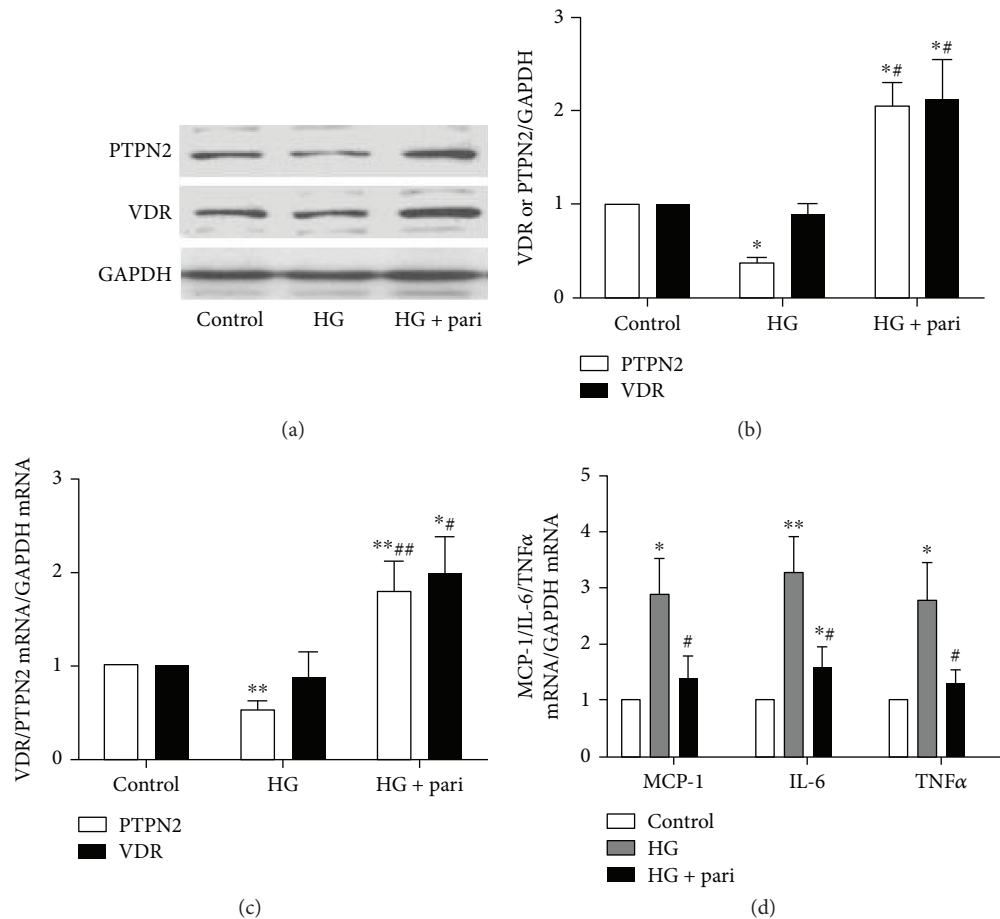 PTPN2
VDR
GAPDH
Control HG HG + pari
(a)
VDR or PTPN2/GAPDH
3
2
1
0
*
*#
*#
Control HG HG + pari
PTPN2
VDR
(b)
VDR/PTPN2 mRNA/GAPDH mRNA
3
2
1
0
**
**##
*#
Control HG HG + pari
PTPN2
VDR
(c)
MCP-1/IL-6/TNFα
mRNA/GAPDH mRNA
5
4
3
2
1
0
*
#
**
*#
*
#
MCP-1 IL-6 TNFα
Control
HG
HG + pari
(d)